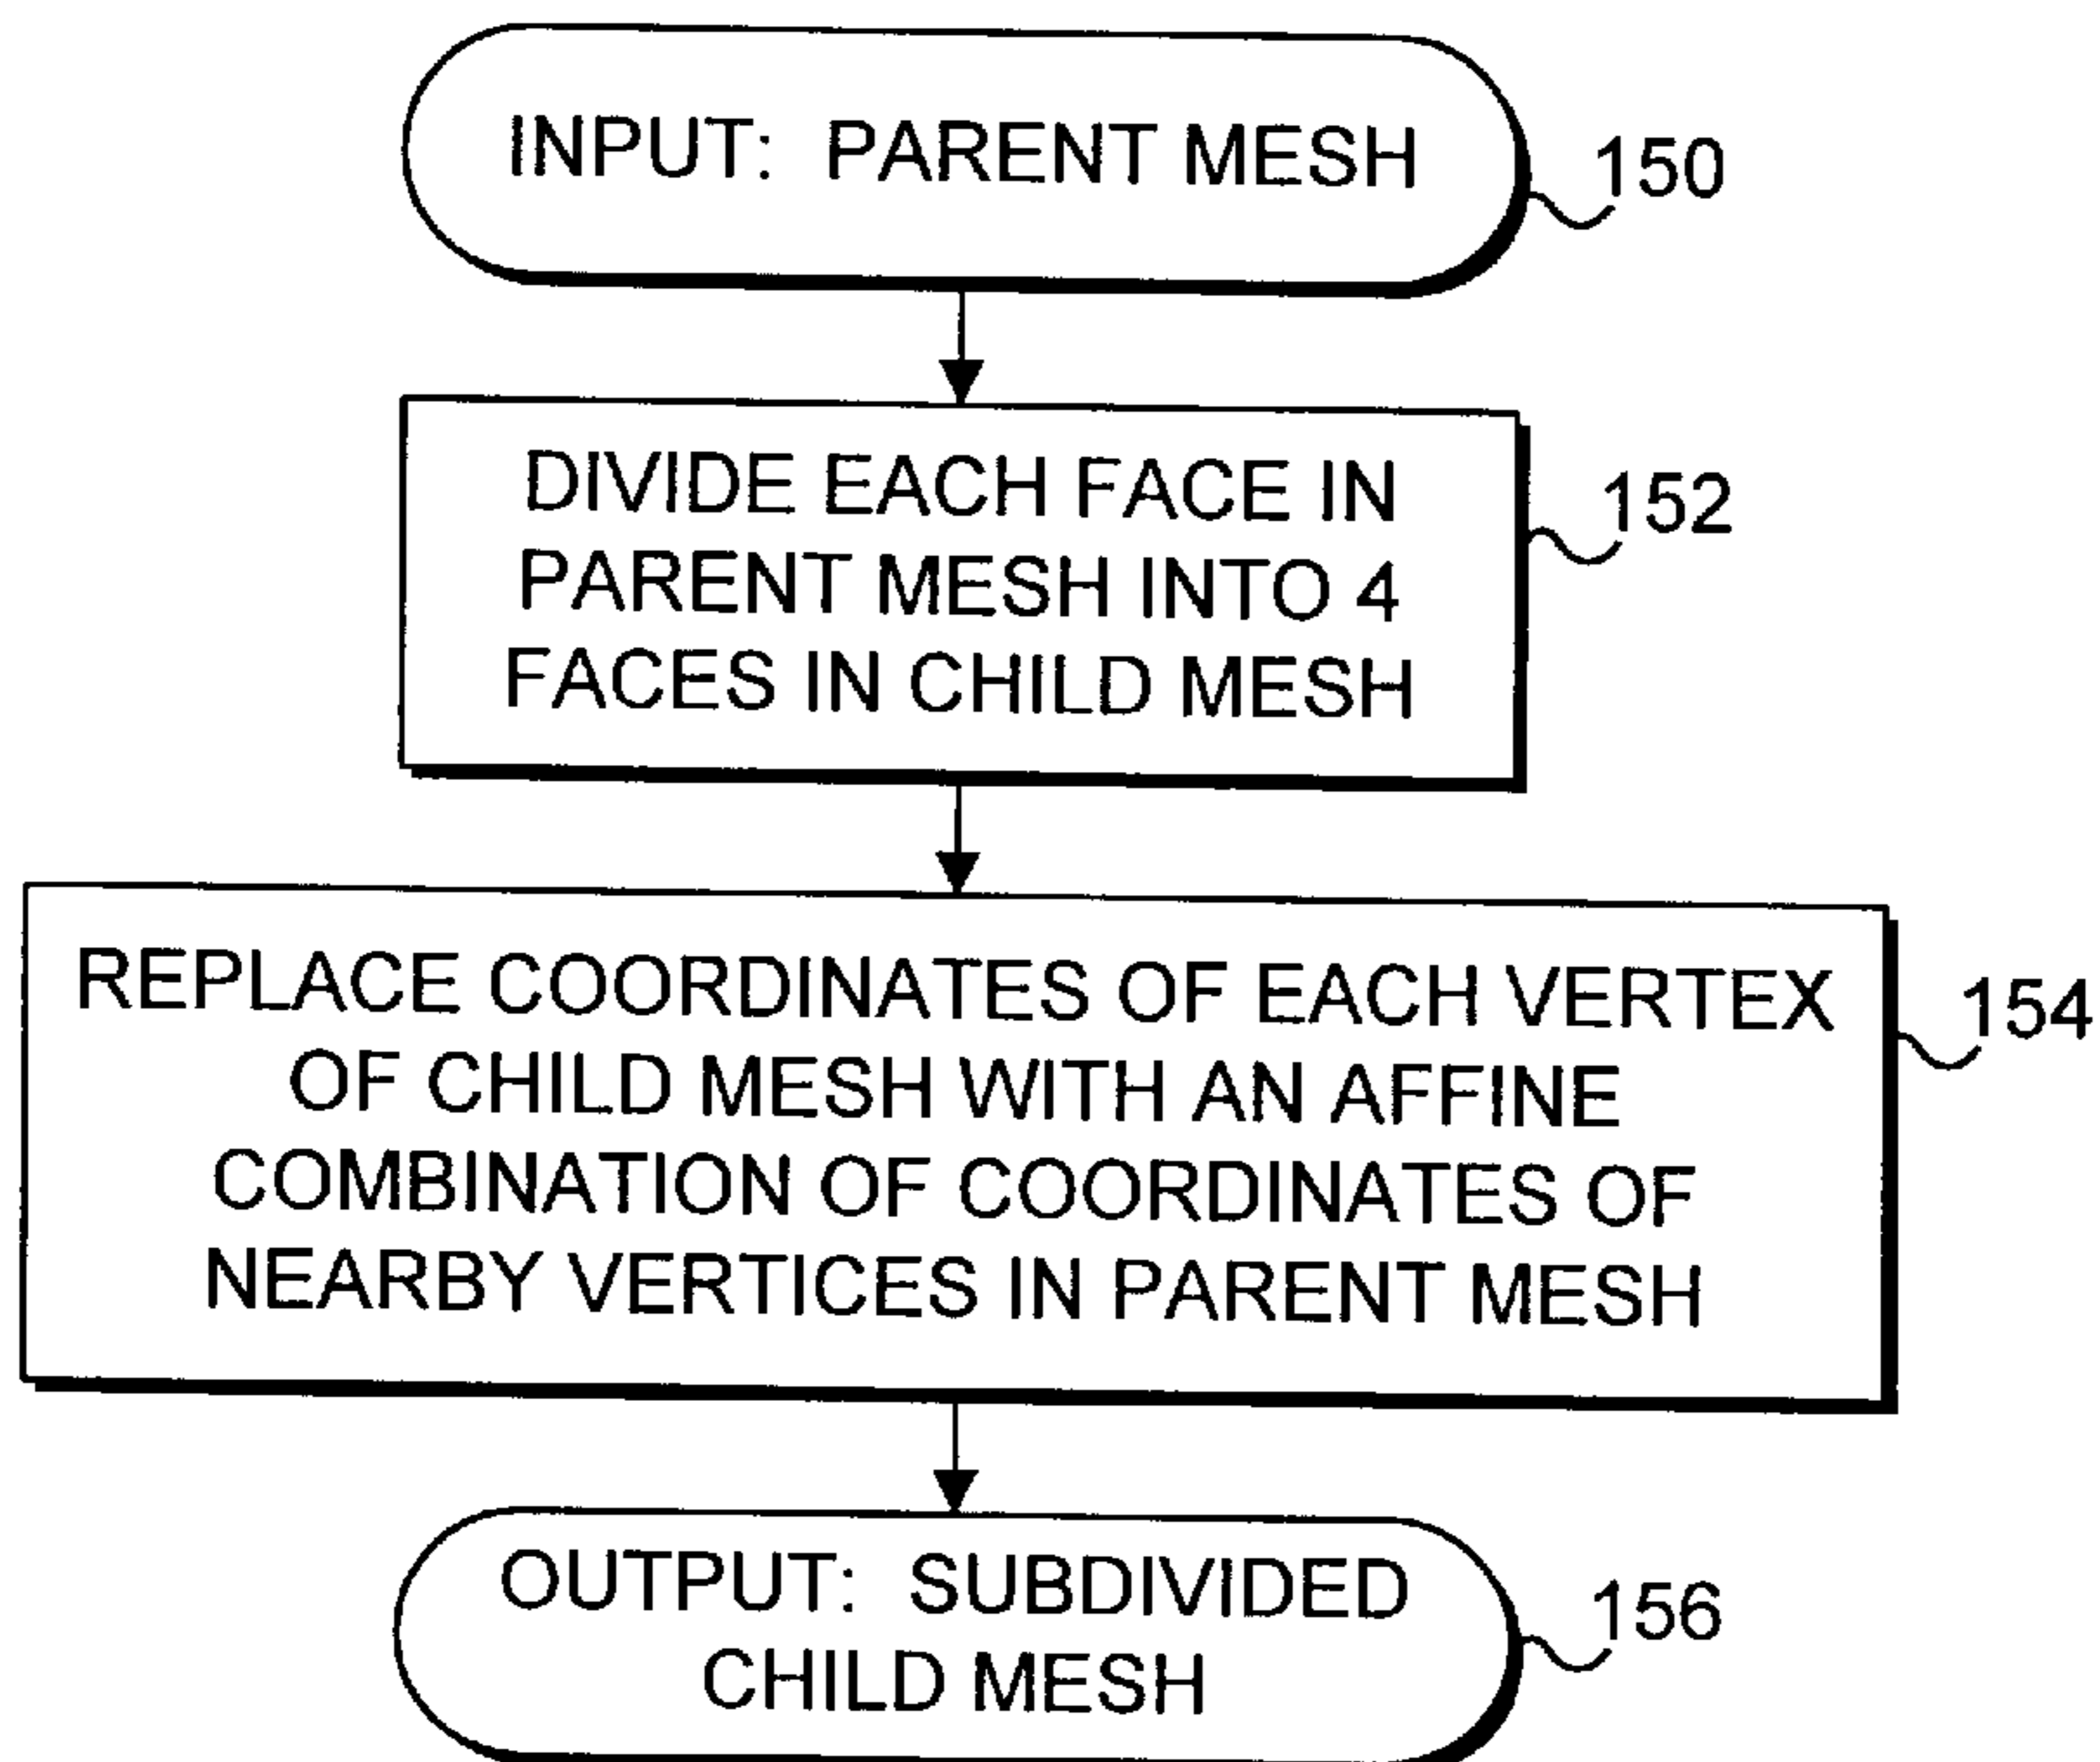 INPUT: PARENT MESH
150
DIVIDE EACH FACE IN
PARENT MESH INTO 4
FACES IN CHILD MESH
152
REPLACE COORDINATES OF EACH VERTEX
OF CHILD MESH WITH AN AFFINE
COMBINATION OF COORDINATES OF
NEARBY VERTICES IN PARENT MESH
154
OUTPUT: SUBDIVIDED
CHILD MESH
156